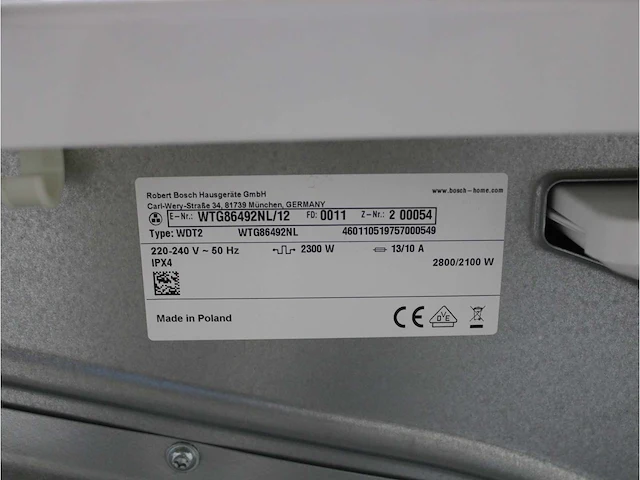 Robert Bosch Hausgeräte GmbH www.bosch-home.com
Carl-Wery-Straße 34, 81739 München, GERMANY
E-Nr.: WTG86492NL/12 FD: 0011 Z-Nr.: 2 00054
Type: WDT2 WTG86492NL 460110519757000549
220-240 V ~ 50 Hz 2300 W 13/10 A
IPX4 2800/2100 W
Made in Poland CE DVE